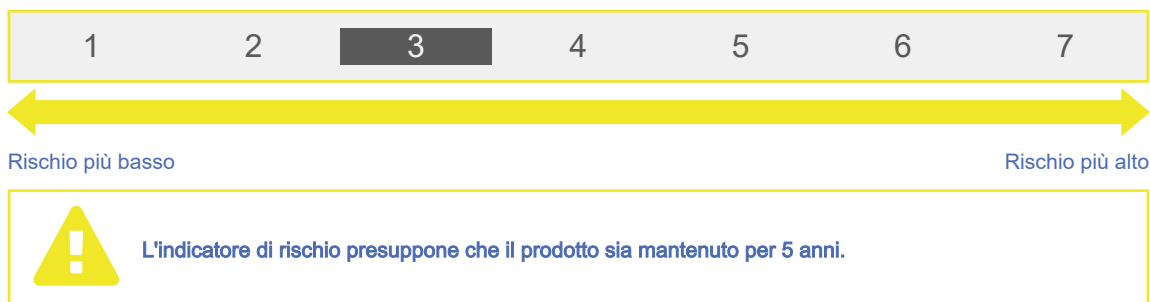 1 2 3 4 5 6 7
Rischio più basso Rischio più alto
L'indicatore di rischio presuppone che il prodotto sia mantenuto per 5 anni.